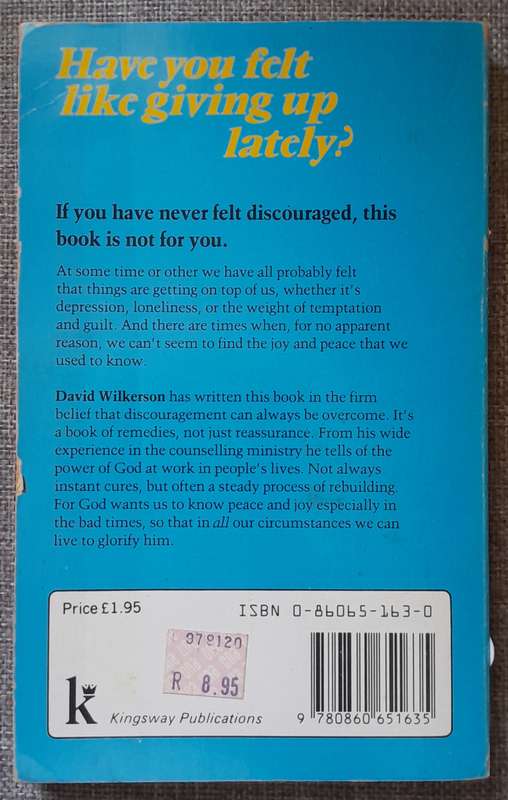 Have you felt
like giving up
lately?
If you have never felt discouraged, this
book is not for you.
At some time or other we have all probably felt
that things are getting on top of us, whether it's
depression, loneliness, or the weight of temptation
and guilt. And there are times when, for no apparent
reason, we can't seem to find the joy and peace that we
used to know.
David Wilkerson has written this book in the firm
belief that discouragement can always be overcome. It's
a book of remedies, not just reassurance. From his wide
experience in the counselling ministry he tells of the
power of God at work in people's lives. Not always
instant cures, but often a steady process of rebuilding.
For God wants us to know peace and joy especially in
the bad times, so that in all our circumstances we can
live to glorify him.
Price £1.95
ISBN 0-86065-163-0
R 8.95
k
Kingsway Publications
9 780860 651635